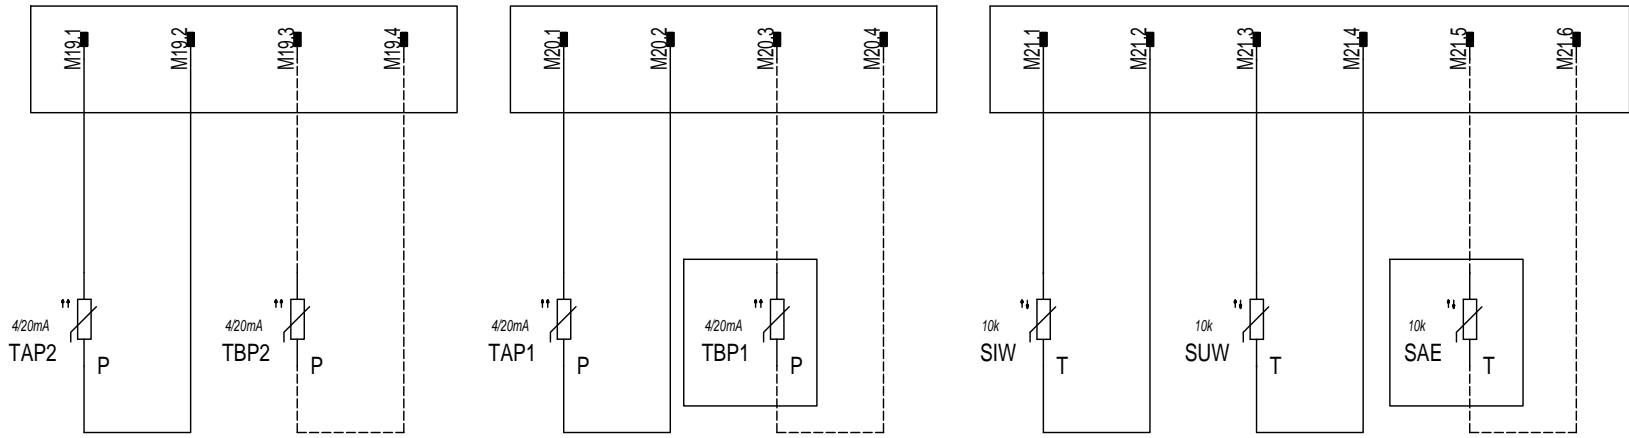 M19.1
M19.2
M19.3
M19.4
M20.1
M20.2
M20.3
M20.4
M21.1
M21.2
M21.3
M21.4
M21.5
M21.6
4/20mA
TAP2
P
4/20mA
TBP2
P
4/20mA
TAP1
P
4/20mA
TBP1
P
10k
SIW
T
10k
SUW
T
10k
SAE
T